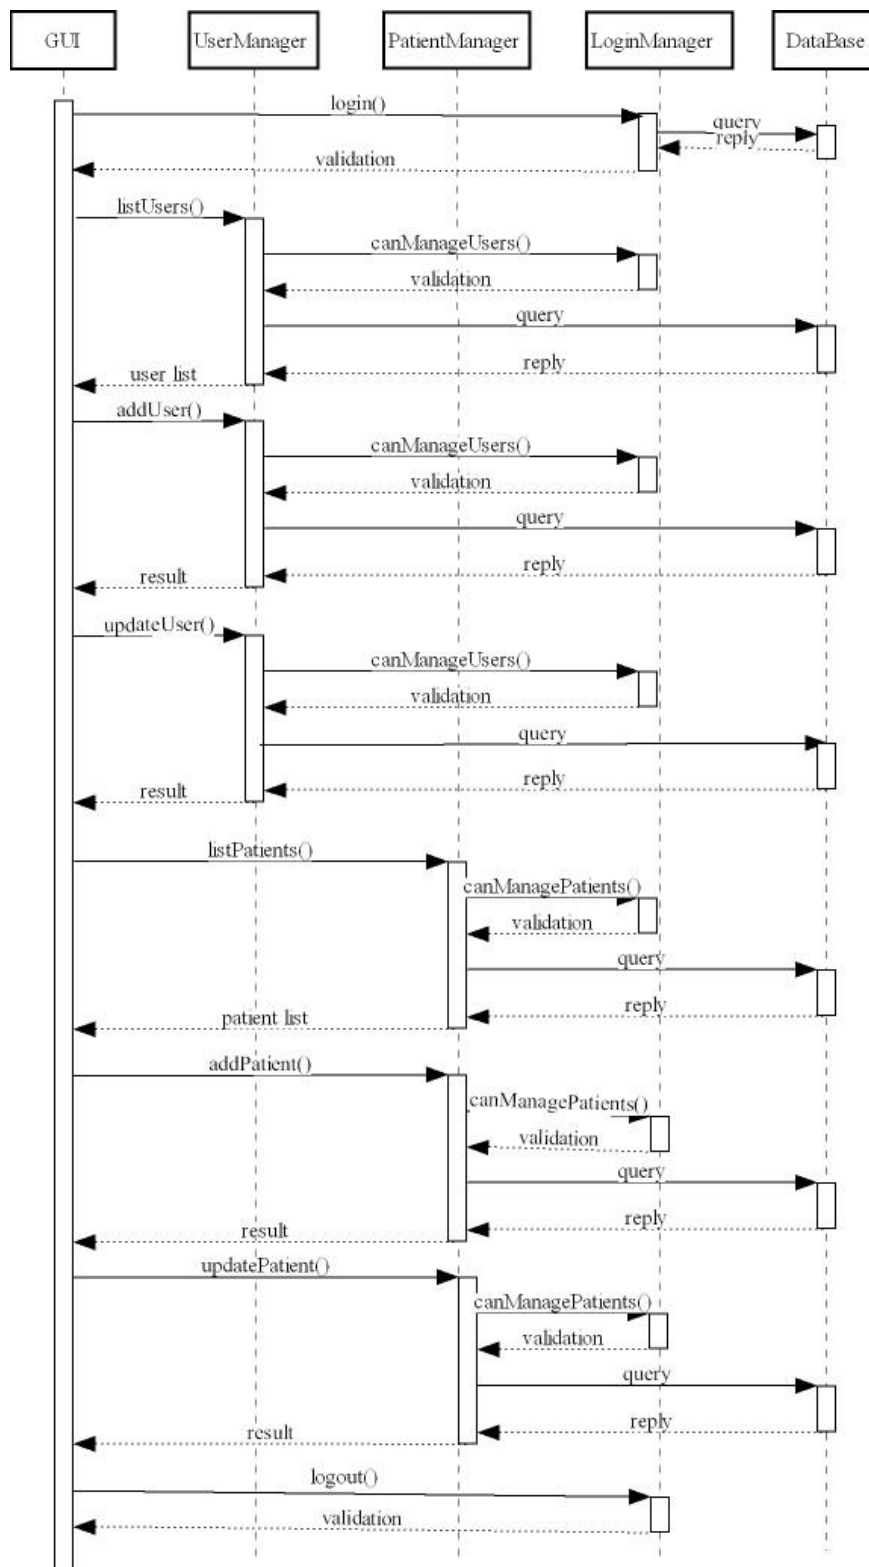 GUI UserManager PatientManager LoginManager DataBase
login()
query
reply
validation
listUsers()
canManageUsers()
validation
query
reply
user list
addUser()
canManageUsers()
validation
query
reply
result
updateUser()
canManageUsers()
validation
query
reply
result
listPatients()
canManagePatients()
validation
query
reply
patient list
addPatient()
canManagePatients()
validation
query
reply
result
updatePatient()
canManagePatients()
validation
query
reply
result
logout()
validation